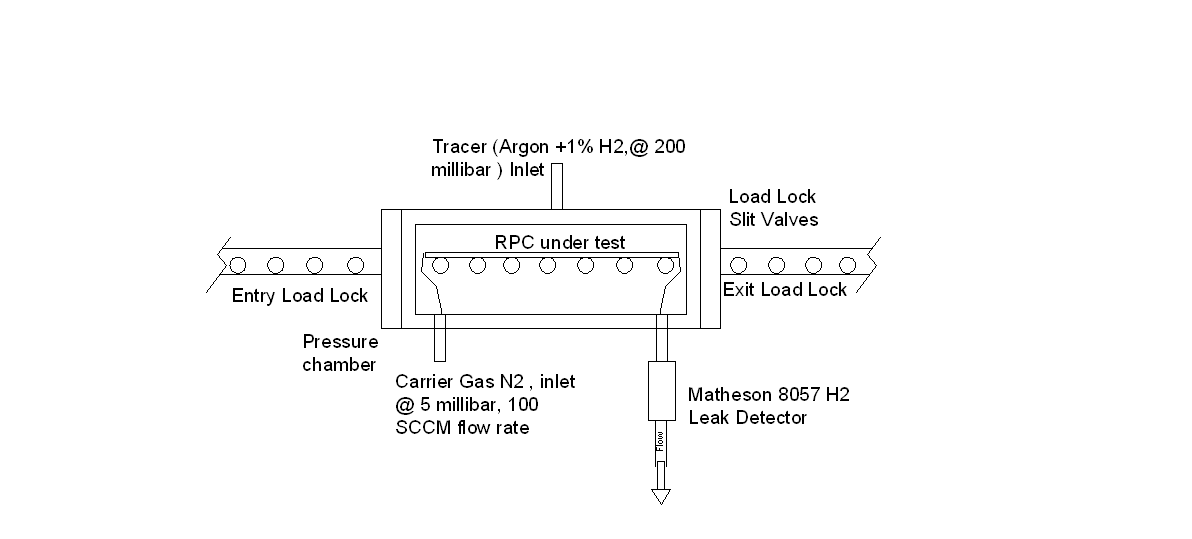 Tracer (Argon +1% H2,@ 200
millibar ) Inlet
Load Lock
Slit Valves
RPC under test
Entry Load Lock
Exit Load Lock
Pressure
chamber
Carrier Gas N2 , inlet
@ 5 millibar, 100
SCCM flow rate
Matheson 8057 H2
Leak Detector
Flow